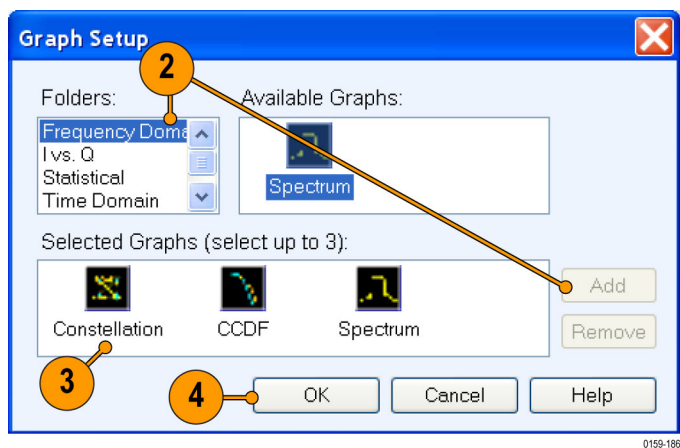 Graph Setup
2
Folders:
Available Graphs:
Frequency Doma
I vs. Q
Statistical
Time Domain
Spectrum
Selected Graphs (select up to 3):
Constellation
CCDF
Spectrum
Add
Remove
3
4
OK
Cancel
Help
0159-186